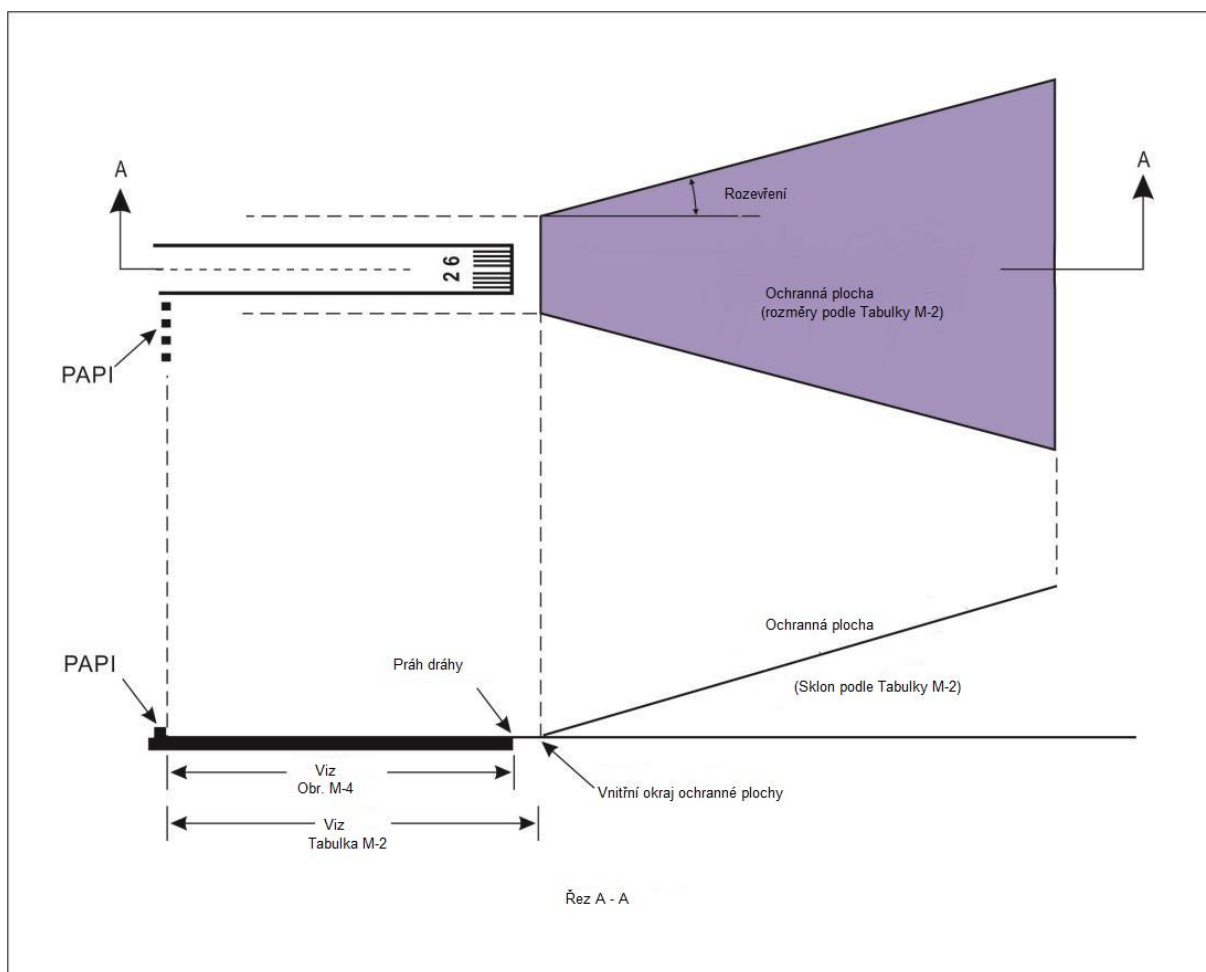 A
A
Rozevření
26
Ochranná plocha
(rozměry podle Tabulky M-2)
PAPI
Ochranná plocha
PAPI
Práh dráhy
(Sklon podle Tabulky M-2)
Viz
Obr. M-4
Vnitřní okraj ochranné plochy
Viz
Tabulka M-2
Řez A - A